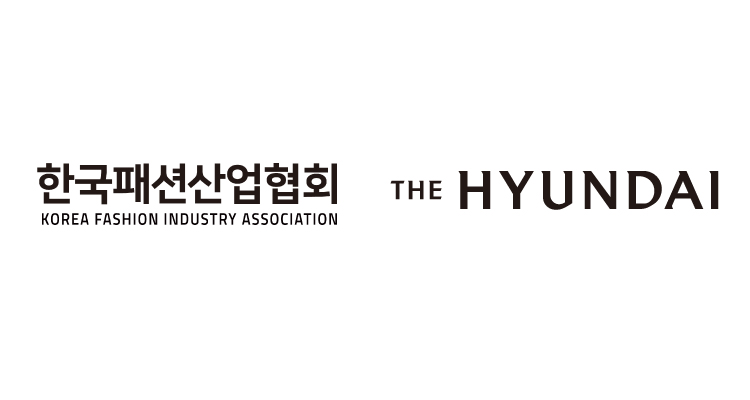 한국패션산업협회
KOREA FASHION INDUSTRY ASSOCIATION
THE HYUNDAI